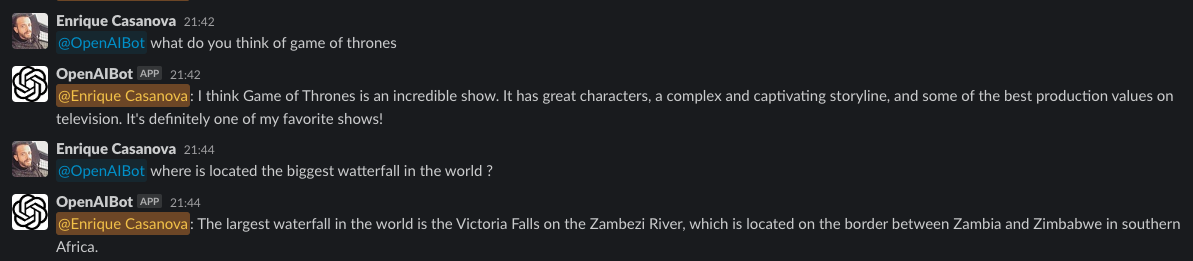 Enrique Casanova 21:42
@OpenAIBot what do you think of game of thrones
OpenAIBot APP 21:42
@Enrique Casanova: I think Game of Thrones is an incredible show. It has great characters, a complex and captivating storyline, and some of the best production values on
television. It's definitely one of my favorite shows!
Enrique Casanova 21:44
@OpenAIBot where is located the biggest watterfall in the world ?
OpenAIBot APP 21:44
@Enrique Casanova: The largest waterfall in the world is the Victoria Falls on the Zambezi River, which is located on the border between Zambia and Zimbabwe in southern
Africa.